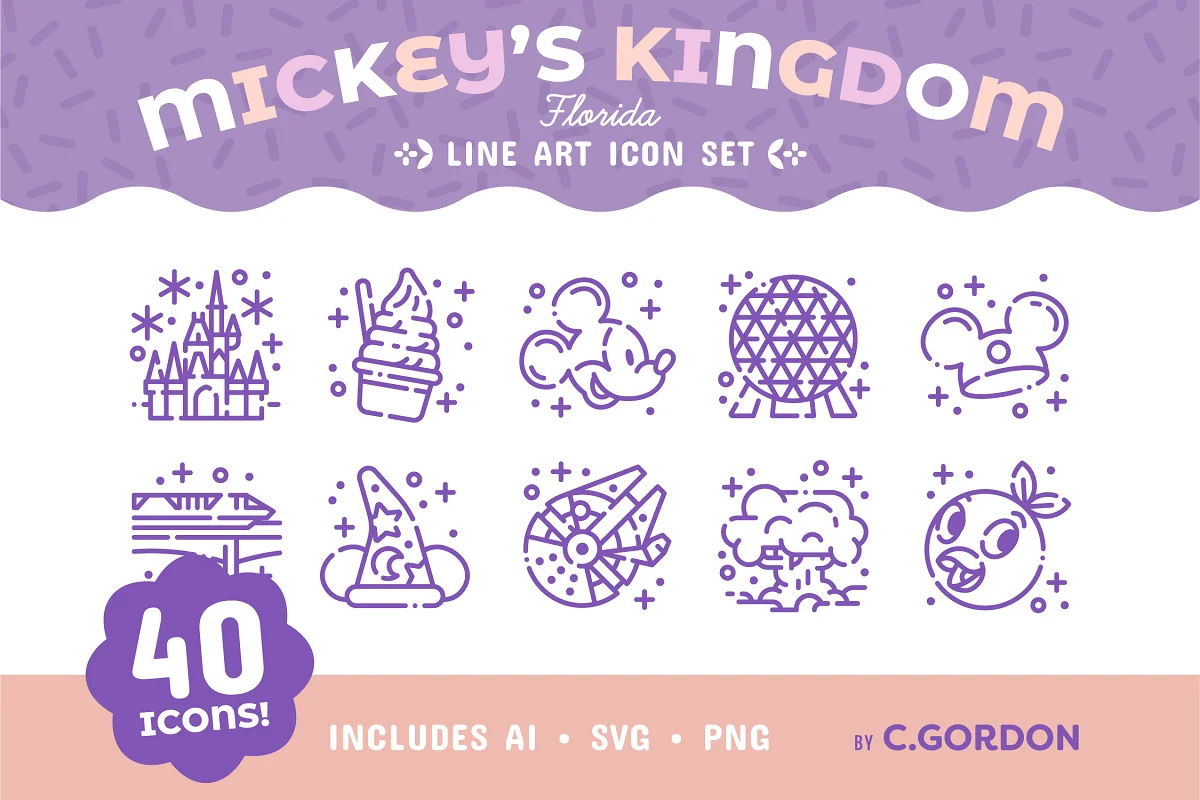 MICKEY'S KINGDOM
Florida
LINE ART ICON SET
40
ICONS!
INCLUDES AI • SVG • PNG
BY C.GORDON